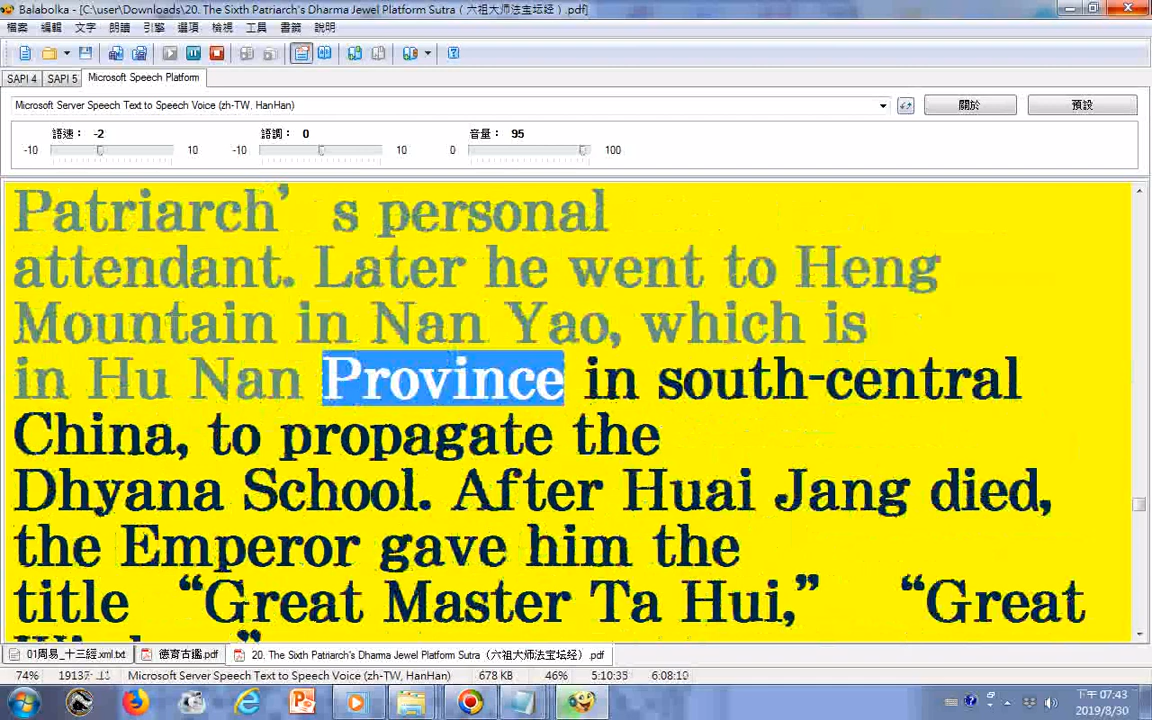 Balabolka - [C:\user\Downloads\20. The Sixth Patriarch's Dharma Jewel Platform Sutra（六祖大师法宝坛经）.pdf]
檔案 編輯 文字 朗讀 引擎 選項 檢視 工具 書籤 說明
SAPI 4 SAPI 5 Microsoft Speech Platform
Microsoft Server Speech Text to Speech Voice (zh-TW, HanHan) 關於 預設
語速： -2 語調： 0 音量： 95
-10 10 -10 10 0 100
Patriarch’ s personal
attendant. Later he went to Heng
Mountain in Nan Yao, which is
in Hu Nan Province in south-central
China, to propagate the
Dhyana School. After Huai Jang died,
the Emperor gave him the
title “Great Master Ta Hui,” “Great
01周易_十三經.xml.txt 德育古鑑.pdf 20. The Sixth Patriarch's Dharma Jewel Platform Sutra（六祖大师法宝坛经）.pdf
74% Microsoft Server Speech Text to Speech Voice (zh-TW, HanHan) 678 KB 46% 5:10:33 6:08:10
下午 07:43
2019/8/30